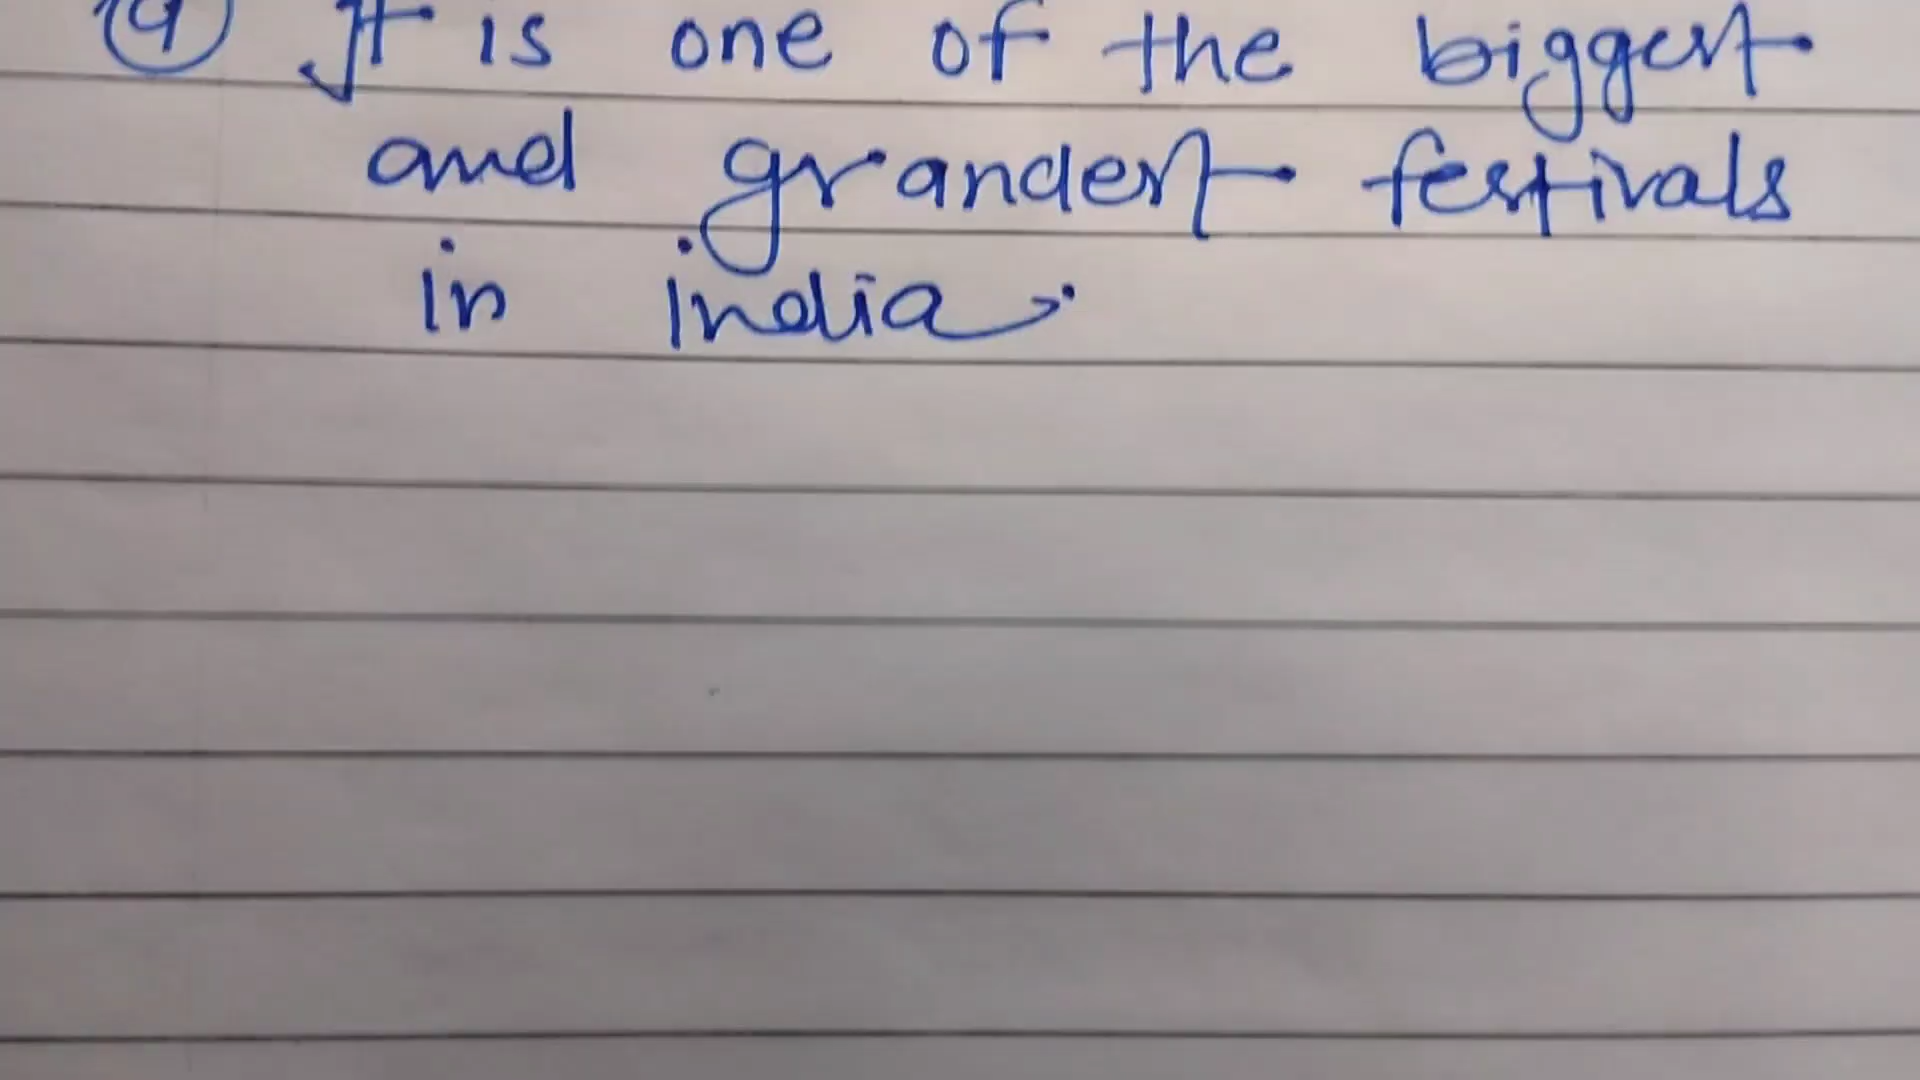 ④ It is one of the biggest
and grandest festivals
in india.